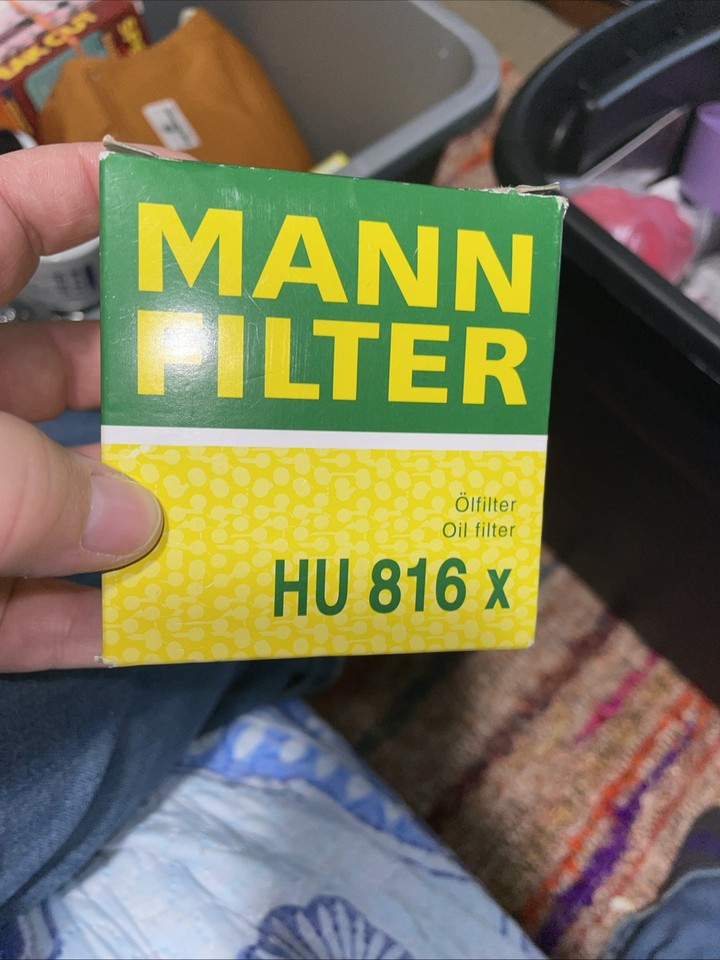 MANN
FILTER
Ölfilter
Oil filter
HU 816 x